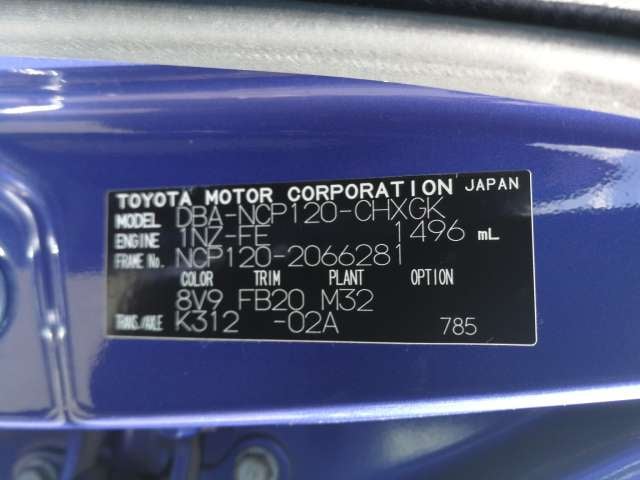 TOYOTA MOTOR CORPORATION JAPAN
MODEL DBA-NCP120-CHXGK
ENGINE 1NZ-FE 1496 mL
FRAME No. NCP120-2066281
COLOR TRIM PLANT OPTION
8V9 FB20 M32
TRANS./AXLE K312 -02A 785